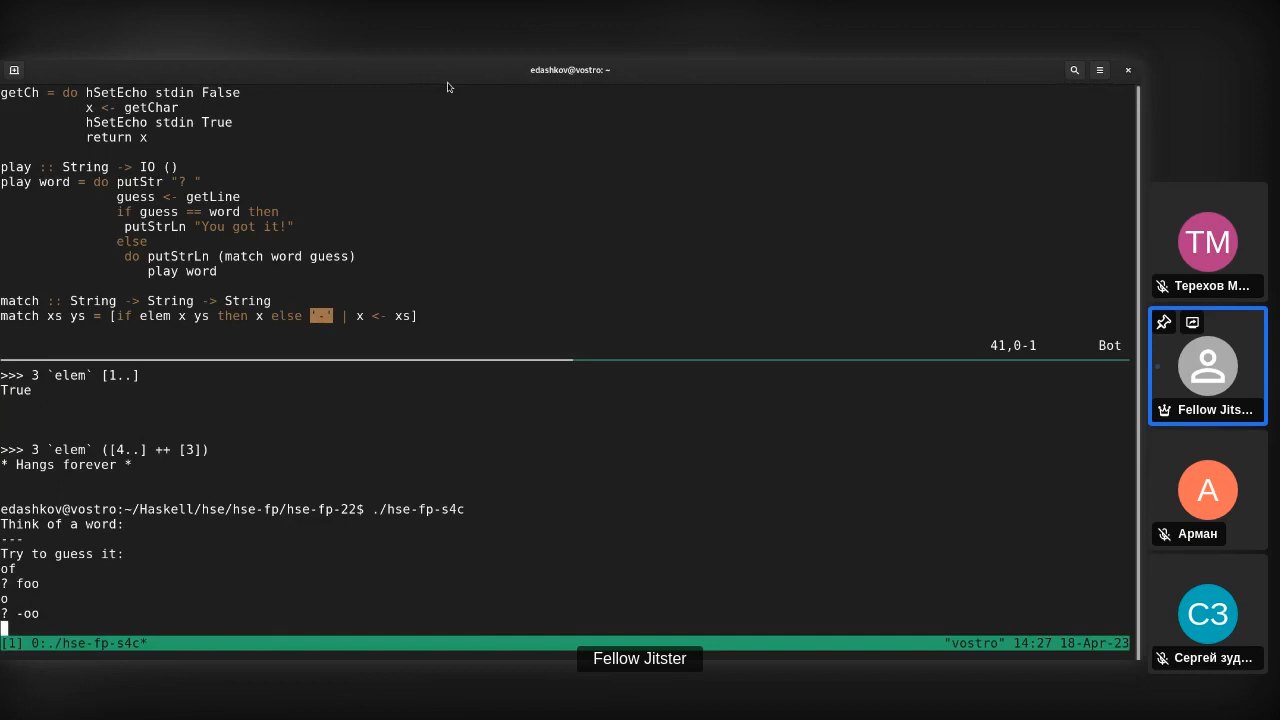 edashkov@vostro: ~
getCh = do hSetEcho stdin False
x <- getChar
hSetEcho stdin True
return x
play :: String -> IO ()
play word = do putStr "? "
guess <- getLine
if guess == word then
putStrLn "You got it!"
else
do putStrLn (match word guess)
play word
match :: String -> String -> String
match xs ys = [if elem x ys then x else '-' | x <- xs]
41,0-1 Bot
>>> 3 `elem` [1..]
True
>>> 3 `elem` ([4..] ++ [3])
* Hangs forever *
edashkov@vostro:~/Haskell/hse/hse-fp/hse-fp-22$ ./hse-fp-s4c
Think of a word:
---
Try to guess it:
of
? foo
o
? -oo
[1] 0:./hse-fp-s4c* "vostro" 14:27 18-Apr-23
Fellow Jitster
TM
Терехов М...
Fellow Jits...
A
Арман
СЗ
Сергей зуд...